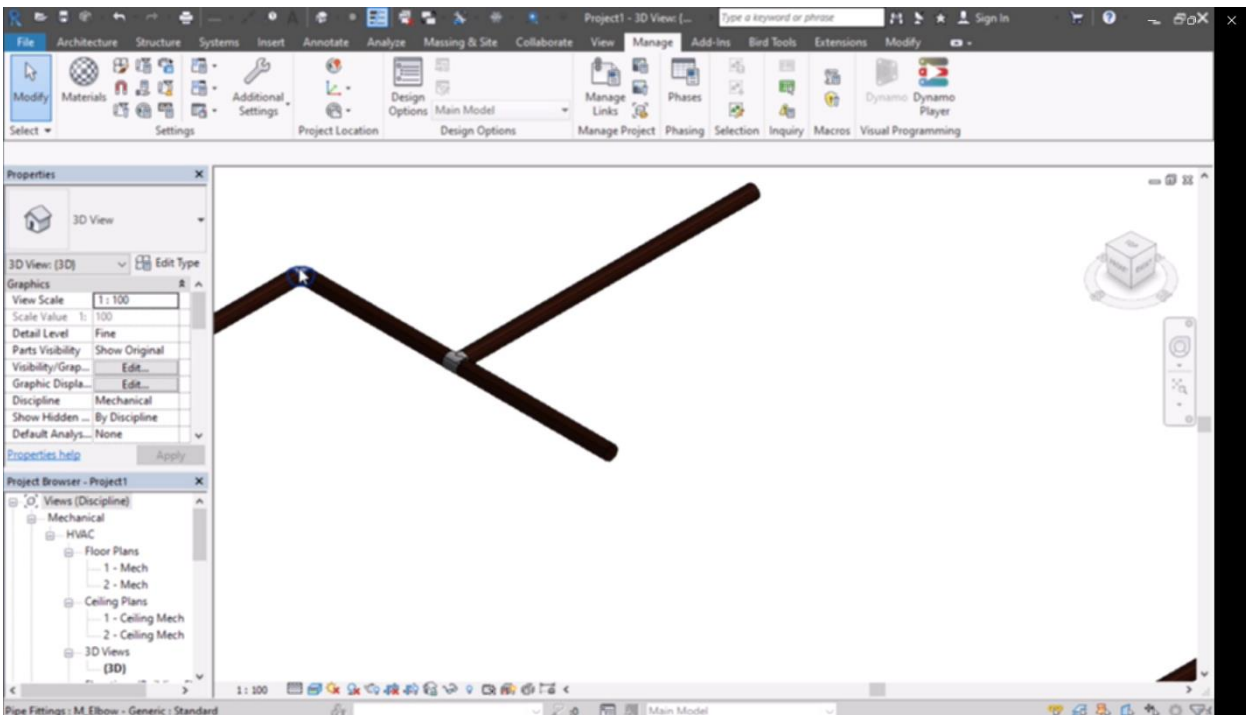 Project1 - 3D View: {...
Type a keyword or phrase
Sign In
File Architecture Structure Systems Insert Annotate Analyze Massing & Site Collaborate View Manage Add-Ins Bird Tools Extensions Modify
Modify
Materials
Additional Settings
Design Options
Main Model
Manage Links
Phases
Dynamo
Dynamo Player
Select
Settings
Project Location
Design Options
Manage Project
Phasing
Selection
Inquiry
Macros
Visual Programming
Properties
3D View
3D View: {3D}
Edit Type
Graphics
View Scale 1 : 100
Scale Value 1: 100
Detail Level Fine
Parts Visibility Show Original
Visibility/Grap... Edit...
Graphic Displa... Edit...
Discipline Mechanical
Show Hidden ... By Discipline
Default Analys... None
Properties help
Apply
Project Browser - Project1
Views (Discipline)
Mechanical
HVAC
Floor Plans
1 - Mech
2 - Mech
Ceiling Plans
1 - Ceiling Mech
2 - Ceiling Mech
3D Views
{3D}
1 : 100
Pipe Fittings : M_Elbow - Generic : Standard
:0
Main Model